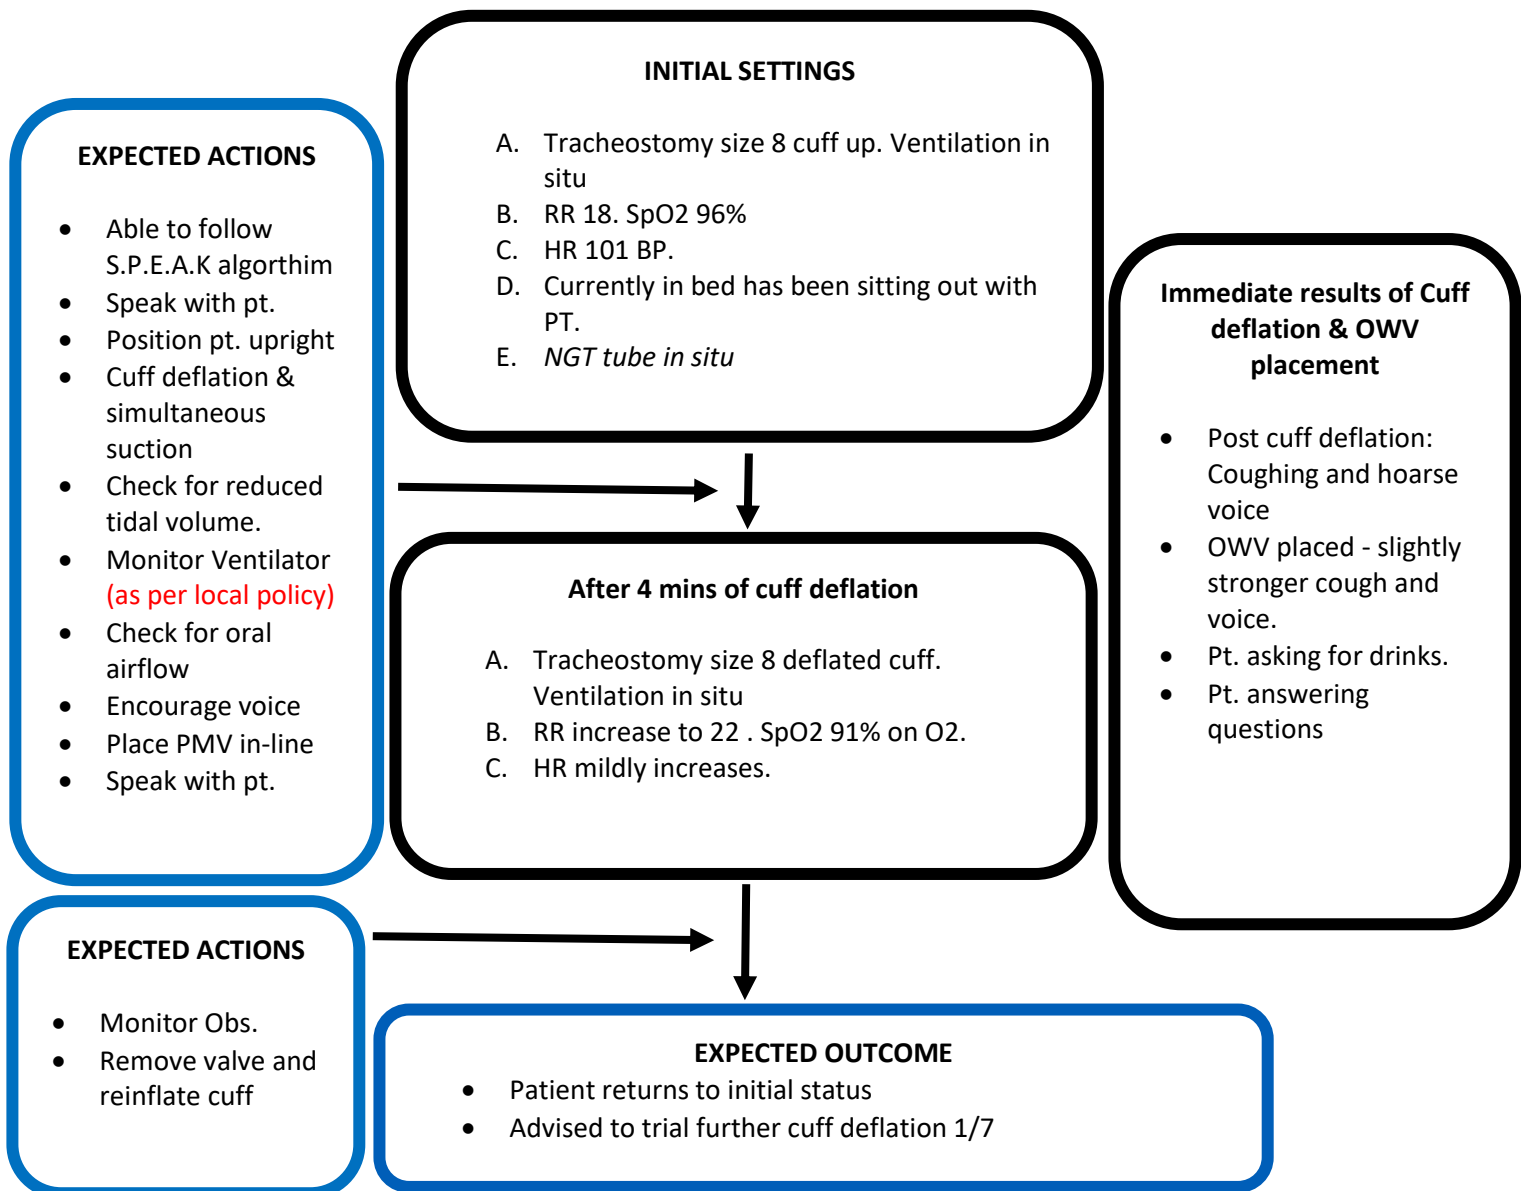 INITIAL SETTINGS
A. Tracheostomy size 8 cuff up. Ventilation in
situ
B. RR 18. SpO2 96%
C. HR 101 BP.
D. Currently in bed has been sitting out with
PT.
E. NGT tube in situ
EXPECTED ACTIONS
• Able to follow
S.P.E.A.K algorthim
• Speak with pt.
• Position pt. upright
• Cuff deflation &
simultaneous
suction
• Check for reduced
tidal volume.
• Monitor Ventilator
(as per local policy)
• Check for oral
airflow
• Encourage voice
• Place PMV in-line
• Speak with pt.
Immediate results of Cuff
deflation & OWV
placement
• Post cuff deflation:
Coughing and hoarse
voice
• OWV placed - slightly
stronger cough and
voice.
• Pt. asking for drinks.
• Pt. answering
questions
After 4 mins of cuff deflation
A. Tracheostomy size 8 deflated cuff.
Ventilation in situ
B. RR increase to 22 . SpO2 91% on O2.
C. HR mildly increases.
EXPECTED ACTIONS
• Monitor Obs.
• Remove valve and
reinflate cuff
EXPECTED OUTCOME
• Patient returns to initial status
• Advised to trial further cuff deflation 1/7